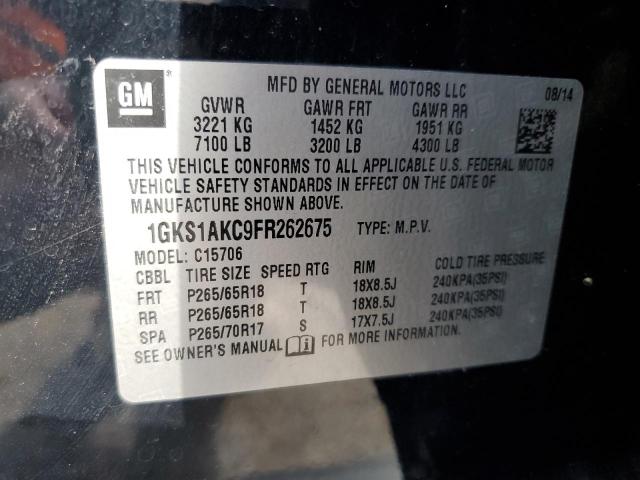 GM ®
MFD BY GENERAL MOTORS LLC 08/14
GVWR GAWR FRT GAWR RR
3221 KG 1452 KG 1951 KG
7100 LB 3200 LB 4300 LB
THIS VEHICLE CONFORMS TO ALL APPLICABLE U.S. FEDERAL MOTOR
VEHICLE SAFETY STANDARDS IN EFFECT ON THE DATE OF
MANUFACTURE SHOWN ABOVE.
1GKS1AKC9FR262675 TYPE: M.P.V.
MODEL: C15706
CBBL TIRE SIZE SPEED RTG RIM COLD TIRE PRESSURE
FRT P265/65R18 T 18X8.5J 240KPA(35PSI)
RR P265/65R18 T 18X8.5J 240KPA(35PSI)
SPA P265/70R17 S 17X7.5J 240KPA(35PSI)
SEE OWNER'S MANUAL i FOR MORE INFORMATION.